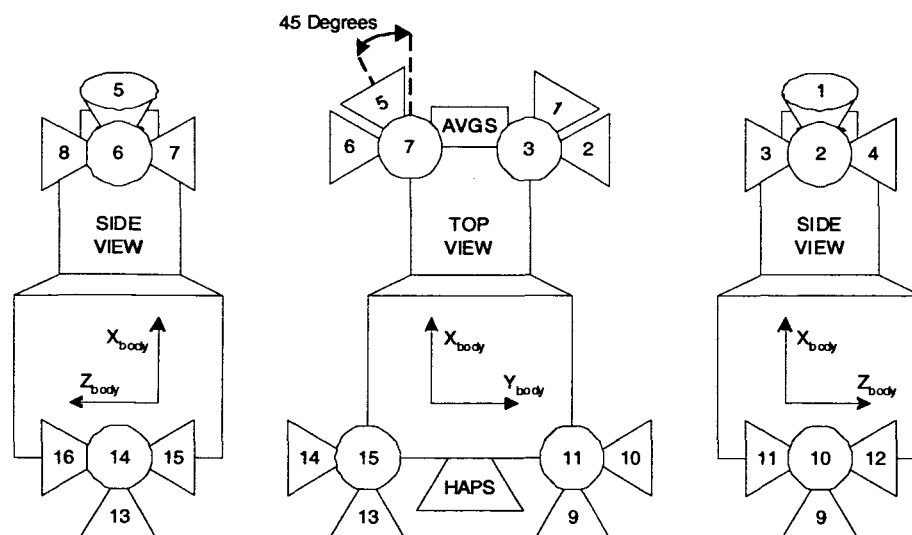 45 Degrees
5
8 6 7
SIDE
VIEW
X body
Z body
16 14 15
13
5 AVGS 1
6 7 3 2
TOP
VIEW
X body
Y body
14 15 11 10
HAPS
13 9
1
3 2 4
SIDE
VIEW
X body
Z body
11 10 12
9